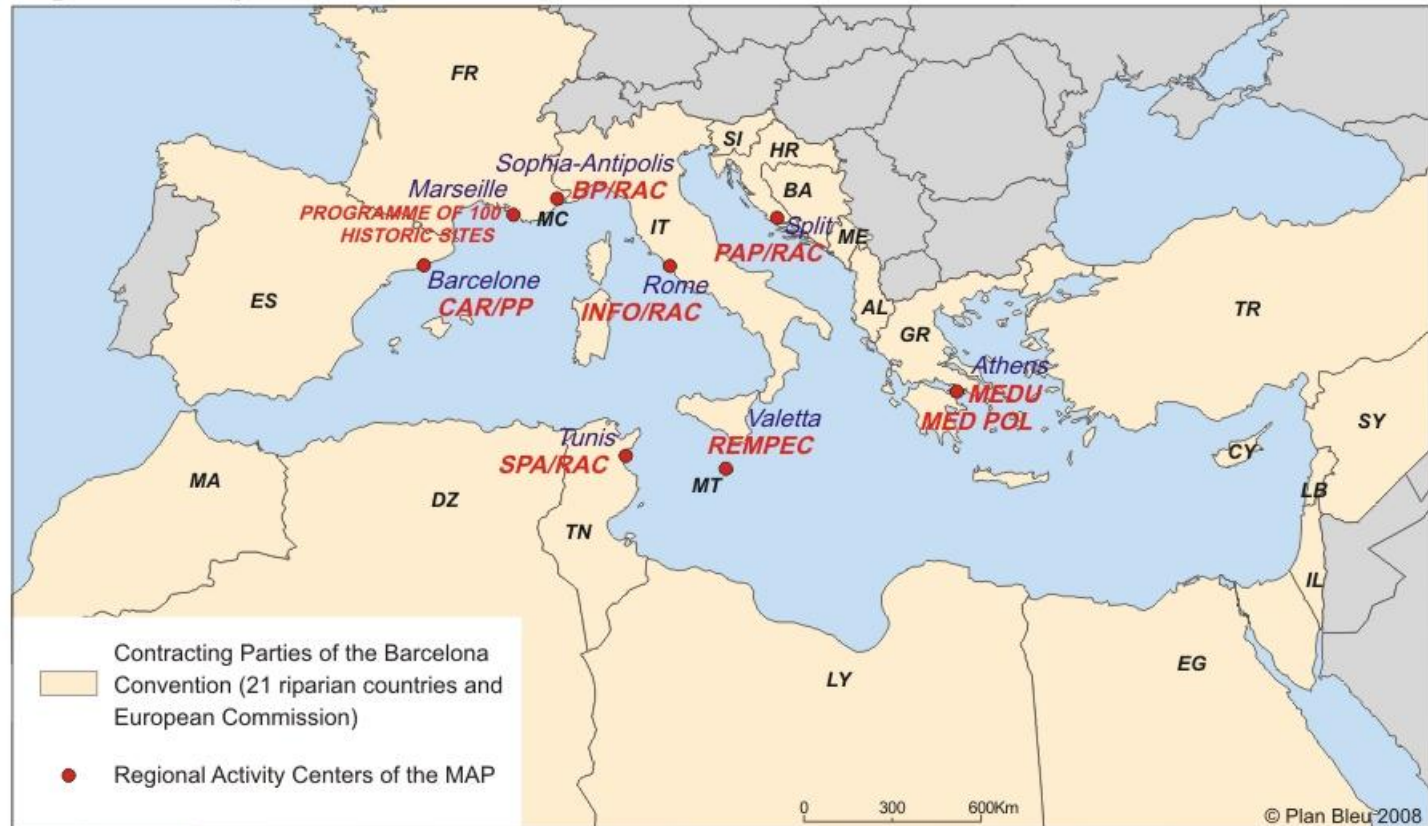 FR
SI
HR
Sophia-Antipolis
BP/RAC
BA
Marseille
PROGRAMME OF 100
HISTORIC SITES
MC
IT
Split
PAP/RAC
ME
Barcelone
CAR/PP
Rome
INFO/RAC
ES
AL
GR
TR
Athens
MEDU
MED POL
Valetta
REMPEC
Tunis
SPA/RAC
MT
SY
CY
LB
MA
DZ
TN
IL
LY
EG
Contracting Parties of the Barcelona
Convention (21 riparian countries and
European Commission)
Regional Activity Centers of the MAP
0 300 600Km
© Plan Bleu 2008